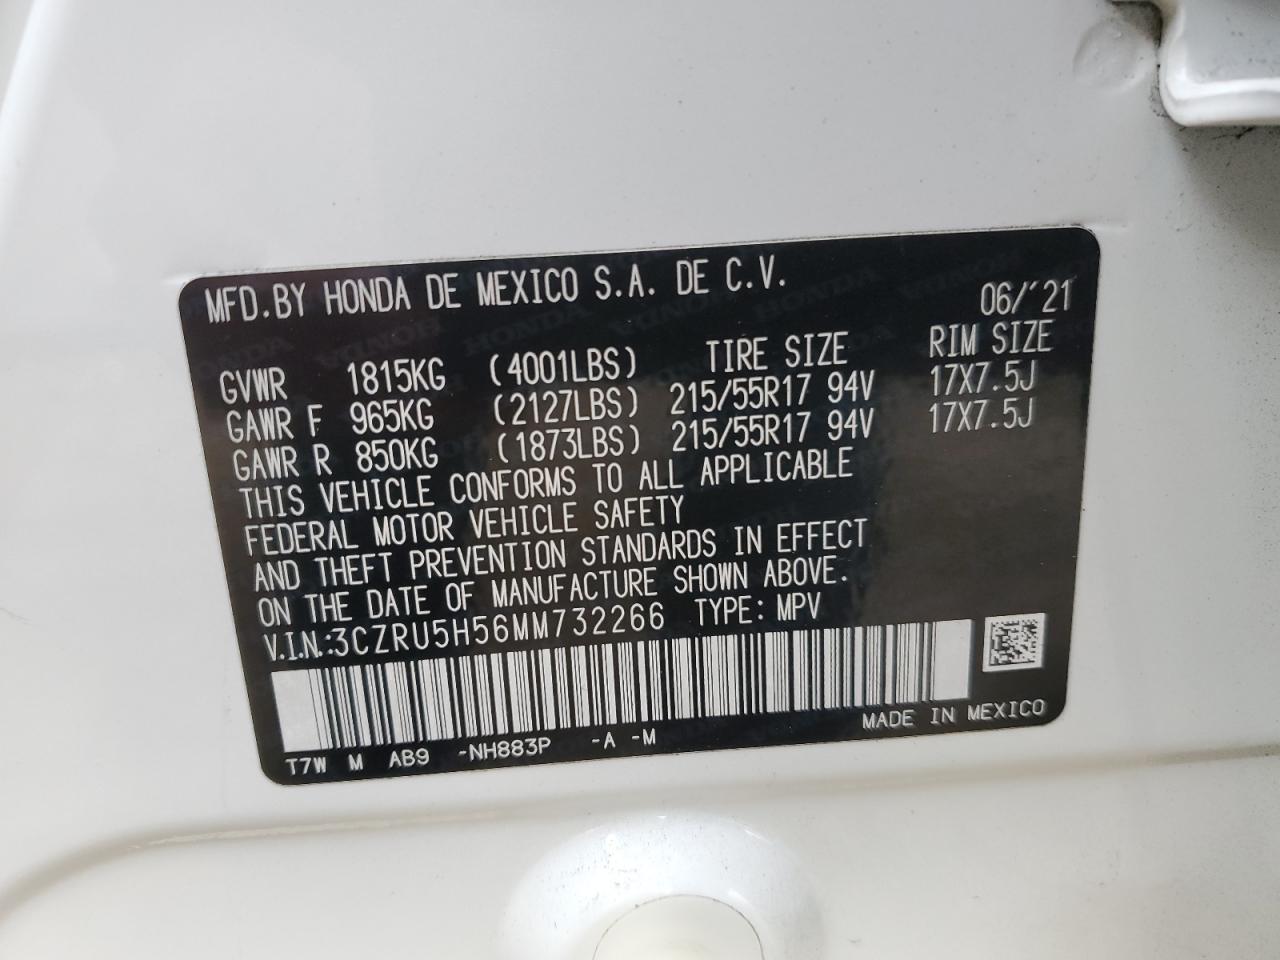 MFD.BY HONDA DE MEXICO S.A. DE C.V. 06/'21
GVWR 1815KG (4001LBS) TIRE SIZE RIM SIZE
GAWR F 965KG (2127LBS) 215/55R17 94V 17X7.5J
GAWR R 850KG (1873LBS) 215/55R17 94V 17X7.5J
THIS VEHICLE CONFORMS TO ALL APPLICABLE
FEDERAL MOTOR VEHICLE SAFETY
AND THEFT PREVENTION STANDARDS IN EFFECT
ON THE DATE OF MANUFACTURE SHOWN ABOVE.
V.I.N.:3CZRU5H56MM732266 TYPE: MPV
MADE IN MEXICO
T7W M AB9 -NH883P -A -M